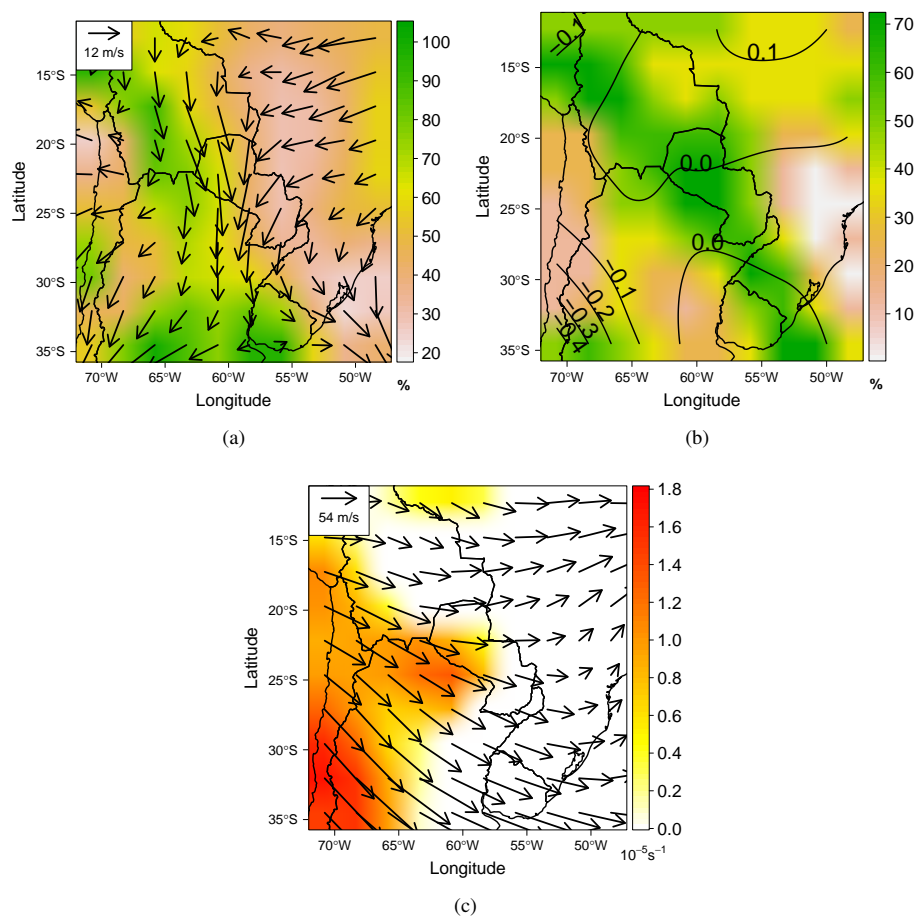 12 m/s
15°S
20°S
25°S
30°S
35°S
Latitude
70°W 65°W 60°W 55°W 50°W
Longitude
100
90
80
70
60
50
40
30
20
%
(a)
−0.1
0.1
0.0
0.0
−0.1
−0.2
−0.3
15°S
20°S
25°S
30°S
35°S
Latitude
70°W 65°W 60°W 55°W 50°W
Longitude
70
60
50
40
30
20
10
%
(b)
54 m/s
15°S
20°S
25°S
30°S
35°S
Latitude
70°W 65°W 60°W 55°W 50°W
Longitude
1.8
1.6
1.4
1.2
1.0
0.8
0.6
0.4
0.2
0.0
10⁻⁵s⁻¹
(c)